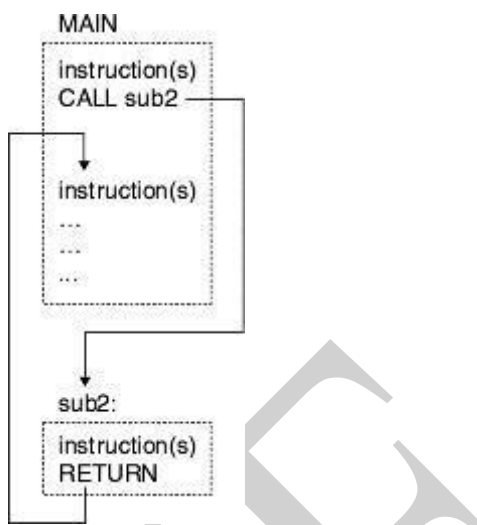 MAIN
instruction(s)
CALL sub2
instruction(s)
...
...
...
sub2:
instruction(s)
RETURN